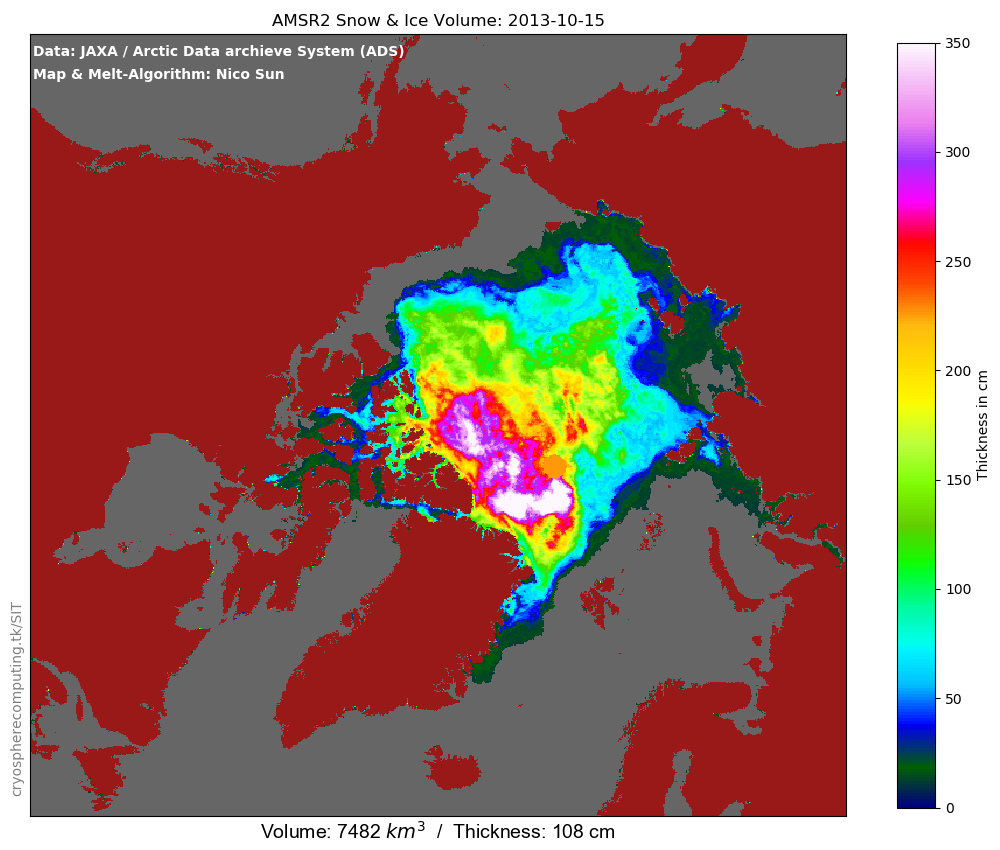 AMSR2 Snow & Ice Volume: 2013-10-15
Data: JAXA / Arctic Data archieve System (ADS)
Map & Melt-Algorithm: Nico Sun
350
300
250
200
150
100
50
0
Thickness in cm
cryospherecomputing.tk/SIT
Volume: 7482 km³ / Thickness: 108 cm